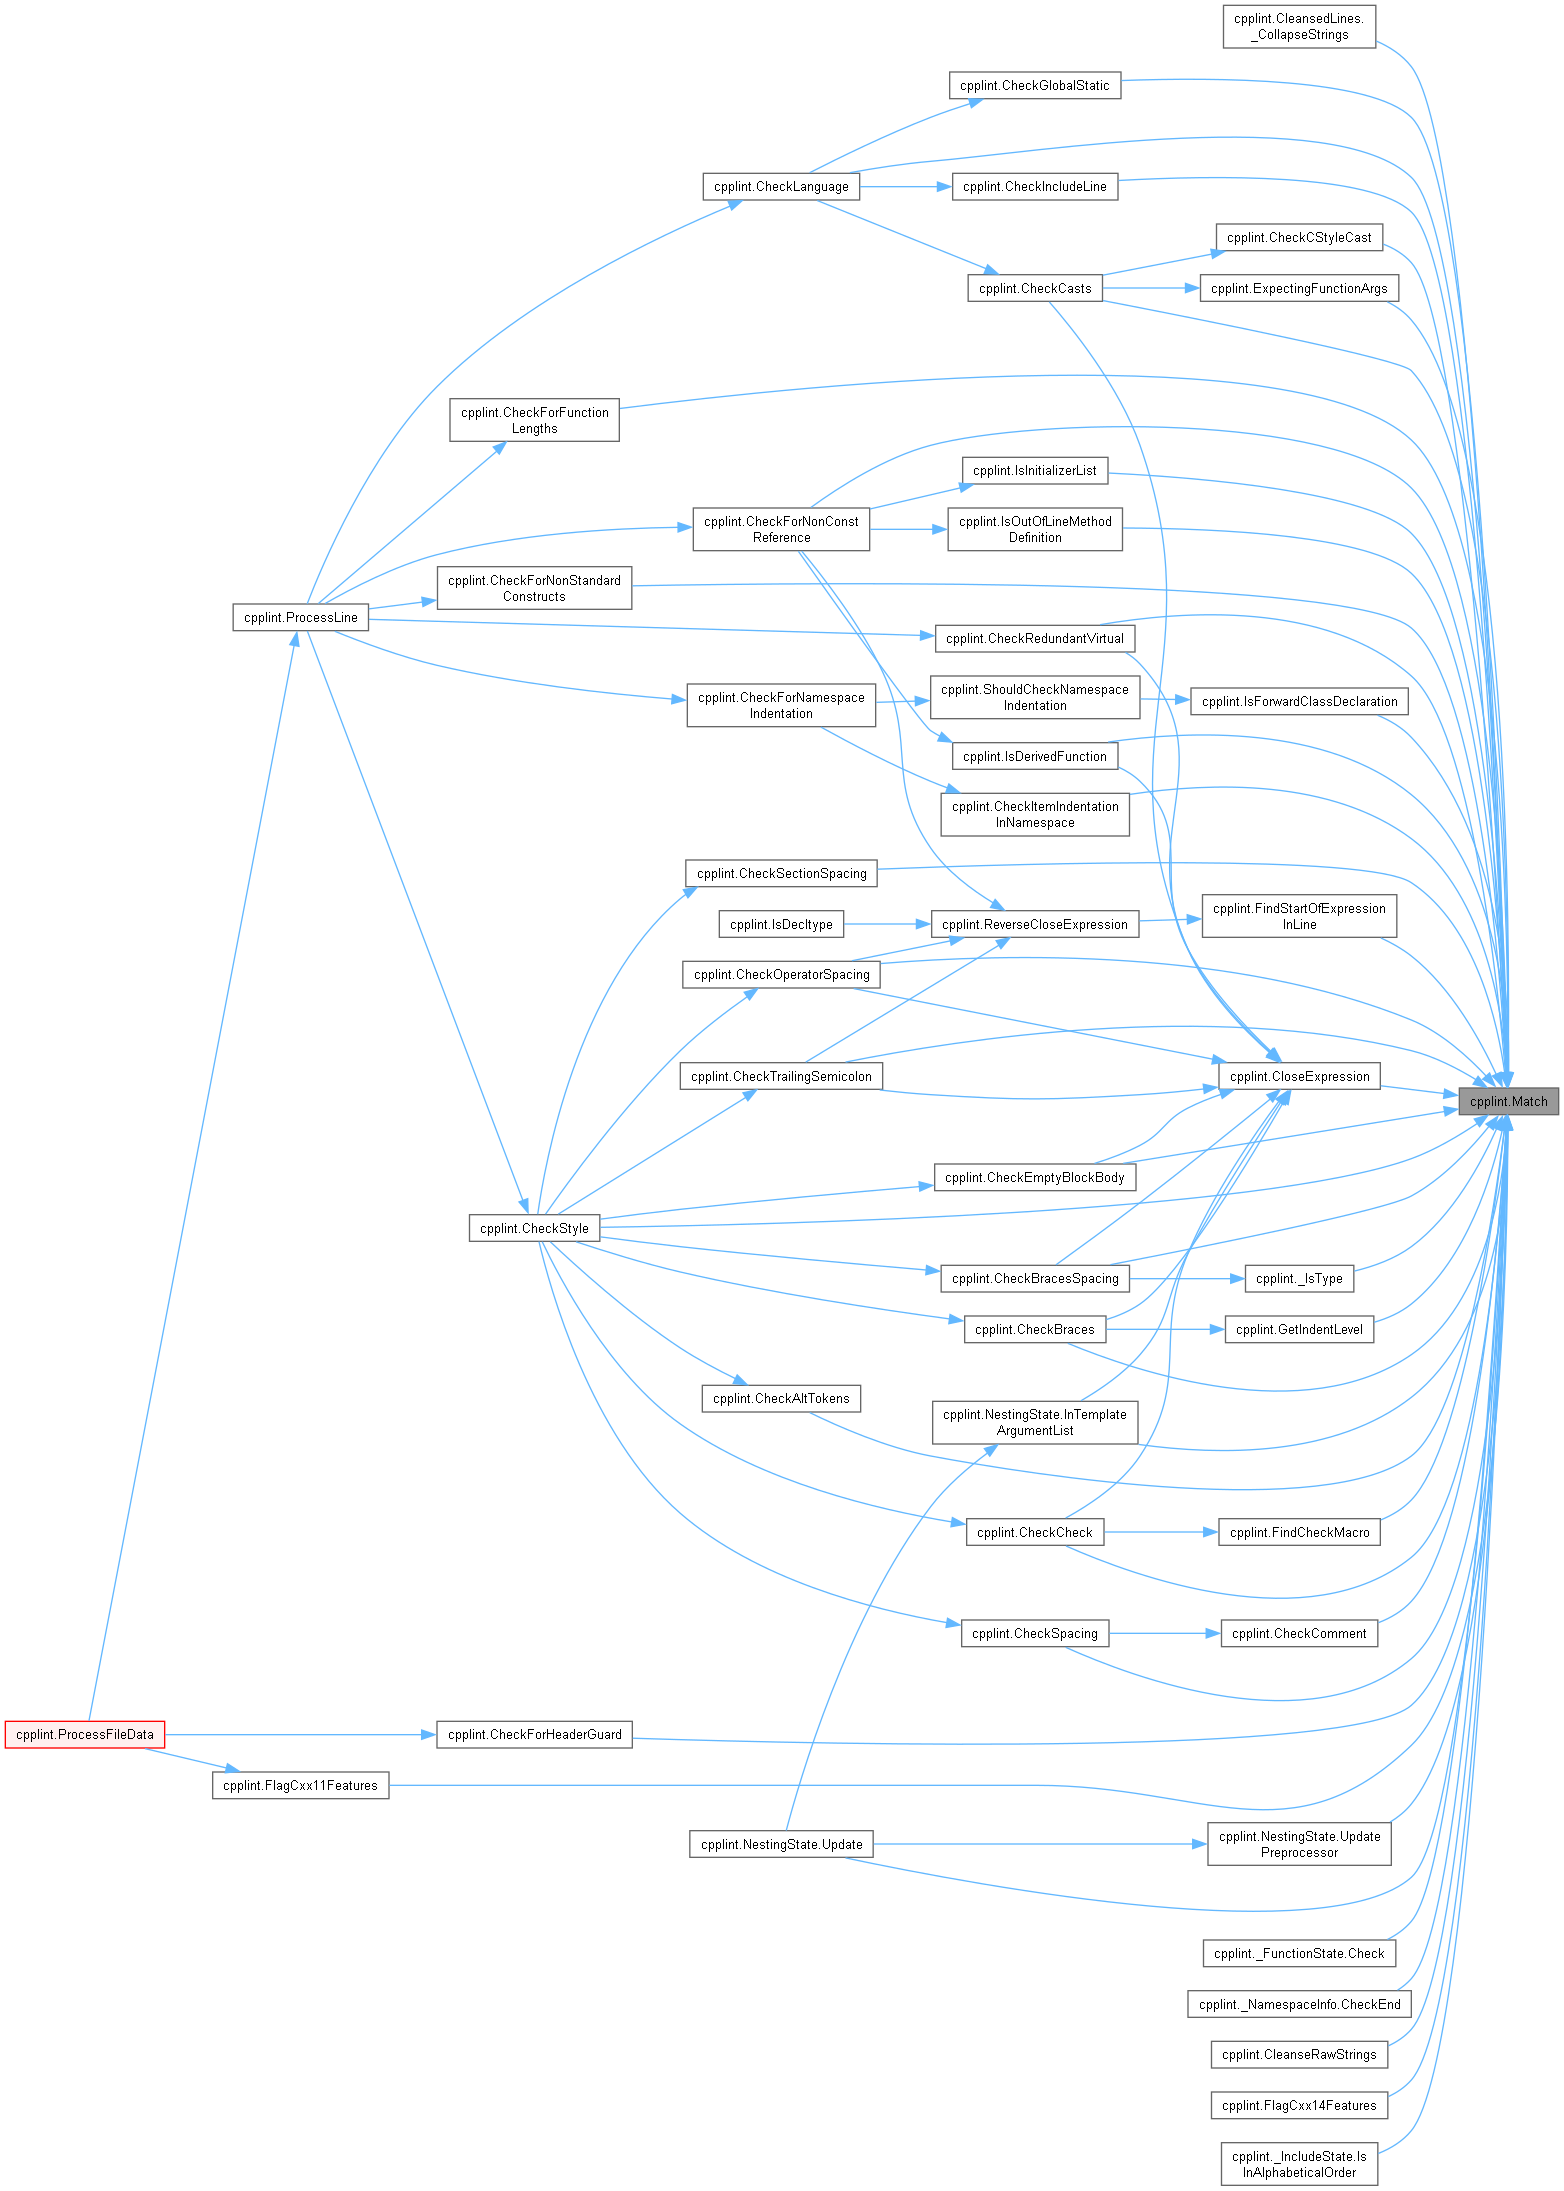 cpplint.CleansedLines.
_CollapseStrings
cpplint.CheckGlobalStatic
cpplint.CheckLanguage
cpplint.CheckIncludeLine
cpplint.CheckCStyleCast
cpplint.CheckCasts
cpplint.ExpectingFunctionArgs
cpplint.CheckForFunction
Lengths
cpplint.IsInitializerList
cpplint.CheckForNonConst
Reference
cpplint.IsOutOfLineMethod
Definition
cpplint.CheckForNonStandard
Constructs
cpplint.ProcessLine
cpplint.CheckRedundantVirtual
cpplint.CheckForNamespace
Indentation
cpplint.ShouldCheckNamespace
Indentation
cpplint.IsForwardClassDeclaration
cpplint.IsDerivedFunction
cpplint.CheckItemIndentation
InNamespace
cpplint.CheckSectionSpacing
cpplint.IsDecltype
cpplint.ReverseCloseExpression
cpplint.FindStartOfExpression
InLine
cpplint.CheckOperatorSpacing
cpplint.CheckTrailingSemicolon
cpplint.CloseExpression
cpplint.Match
cpplint.CheckEmptyBlockBody
cpplint.CheckStyle
cpplint.CheckBracesSpacing
cpplint._IsType
cpplint.CheckBraces
cpplint.GetIndentLevel
cpplint.CheckAltTokens
cpplint.NestingState.InTemplate
ArgumentList
cpplint.CheckCheck
cpplint.FindCheckMacro
cpplint.CheckSpacing
cpplint.CheckComment
cpplint.ProcessFileData
cpplint.CheckForHeaderGuard
cpplint.FlagCxx11Features
cpplint.NestingState.Update
cpplint.NestingState.Update
Preprocessor
cpplint._FunctionState.Check
cpplint._NamespaceInfo.CheckEnd
cpplint.CleanseRawStrings
cpplint.FlagCxx14Features
cpplint._IncludeState.Is
InAlphabeticalOrder